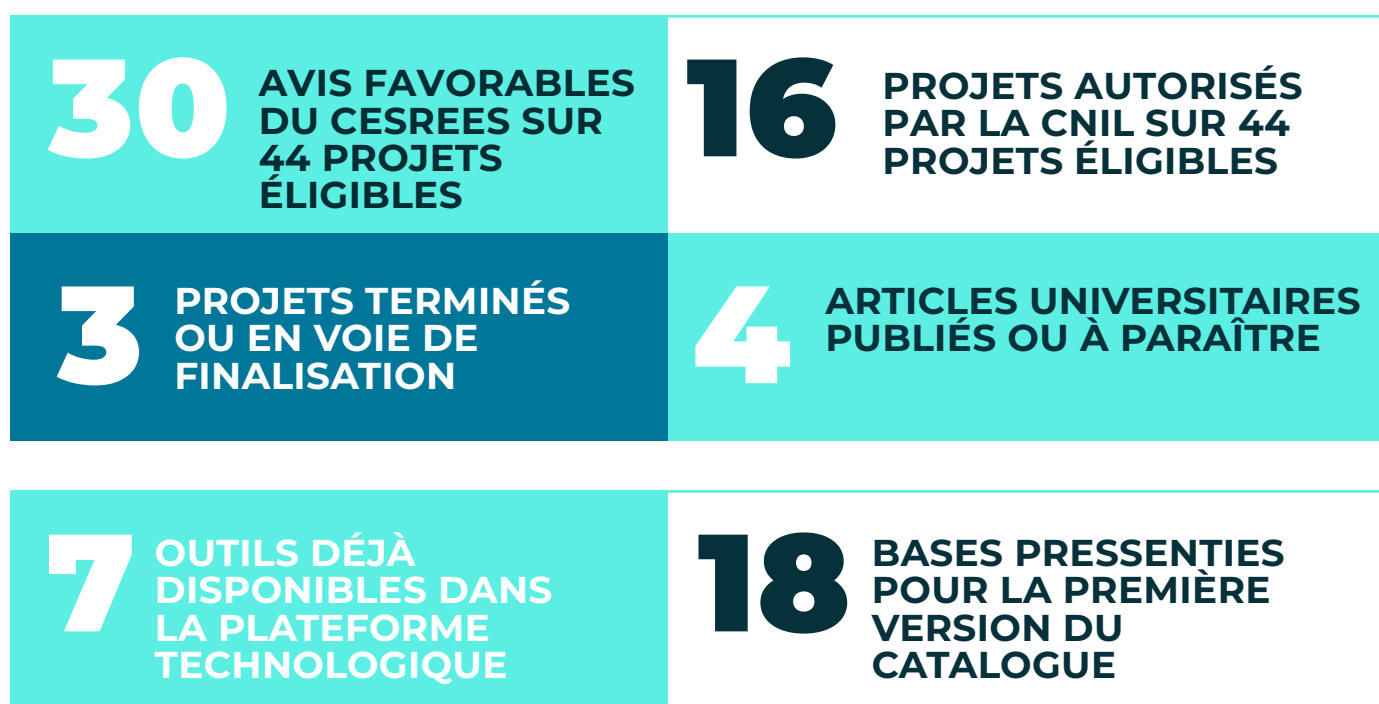 30
AVIS FAVORABLES
DU CESREES SUR
44 PROJETS
ÉLIGIBLES
16
PROJETS AUTORISÉS
PAR LA CNIL SUR 44
PROJETS ÉLIGIBLES
3
PROJETS TERMINÉS
OU EN VOIE DE
FINALISATION
4
ARTICLES UNIVERSITAIRES
PUBLIÉS OU À PARAÎTRE
7
OUTILS DÉJÀ
DISPONIBLES DANS
LA PLATEFORME
TECHNOLOGIQUE
18
BASES PRESSENTIES
POUR LA PREMIÈRE
VERSION DU
CATALOGUE